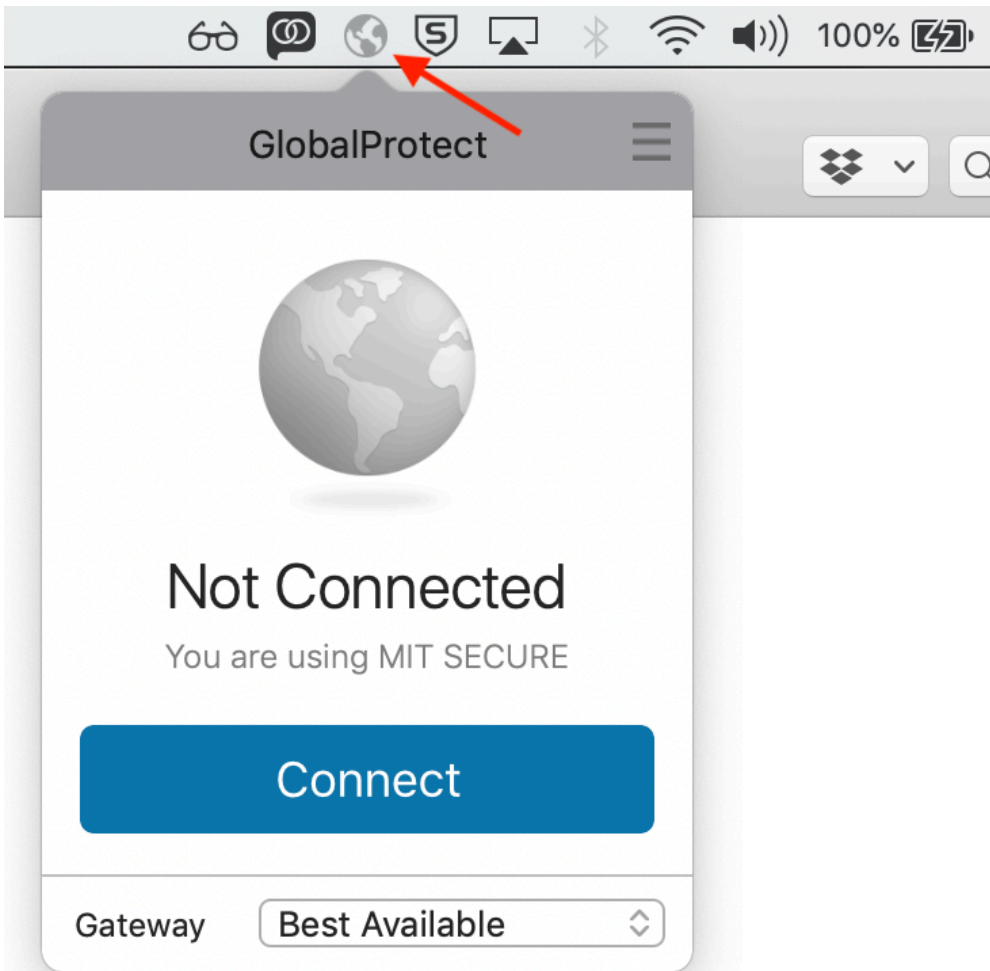 100%
GlobalProtect
Not Connected
You are using MIT SECURE
Connect
Gateway Best Available